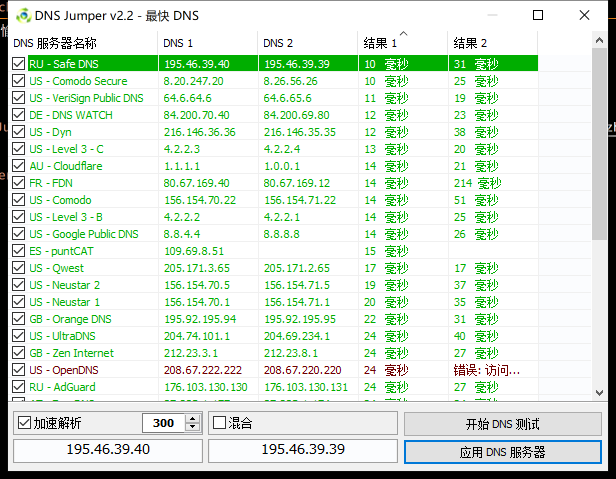 DNS Jumper v2.2 - 最快 DNS
DNS 服务器名称 DNS 1 DNS 2 结果 1 结果 2
RU - Safe DNS 195.46.39.40 195.46.39.39 10 毫秒 31 毫秒
US - Comodo Secure 8.20.247.20 8.26.56.26 10 毫秒 25 毫秒
US - VeriSign Public DNS 64.6.64.6 64.6.65.6 11 毫秒 19 毫秒
DE - DNS WATCH 84.200.70.40 84.200.69.80 12 毫秒 23 毫秒
US - Dyn 216.146.36.36 216.146.35.35 12 毫秒 38 毫秒
US - Level 3 - C 4.2.2.3 4.2.2.4 13 毫秒 20 毫秒
AU - Cloudflare 1.1.1.1 1.0.0.1 14 毫秒 21 毫秒
FR - FDN 80.67.169.40 80.67.169.12 14 毫秒 214 毫秒
US - Comodo 156.154.70.22 156.154.71.22 14 毫秒 51 毫秒
US - Level 3 - B 4.2.2.2 4.2.2.1 14 毫秒 25 毫秒
US - Google Public DNS 8.8.4.4 8.8.8.8 14 毫秒 26 毫秒
ES - puntCAT 109.69.8.51 15 毫秒
US - Qwest 205.171.3.65 205.171.2.65 17 毫秒 17 毫秒
US - Neustar 2 156.154.70.5 156.154.71.5 19 毫秒 37 毫秒
US - Neustar 1 156.154.70.1 156.154.71.1 20 毫秒 35 毫秒
GB - Orange DNS 195.92.195.94 195.92.195.95 22 毫秒 31 毫秒
US - UltraDNS 204.74.101.1 204.69.234.1 24 毫秒 40 毫秒
GB - Zen Internet 212.23.3.1 212.23.8.1 24 毫秒 27 毫秒
US - OpenDNS 208.67.222.222 208.67.220.220 24 毫秒 错误: 访问...
RU - AdGuard 176.103.130.130 176.103.130.131 24 毫秒 27 毫秒
加速解析 300 混合 开始 DNS 测试
195.46.39.40 195.46.39.39 应用 DNS 服务器